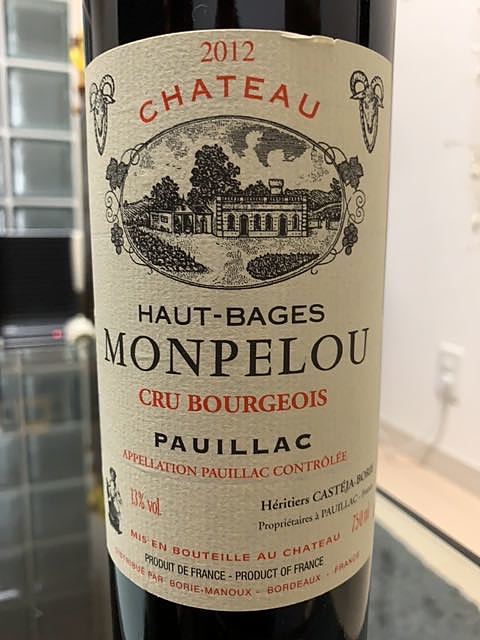 2012
CHATEAU
HAUT-BAGES
MONPELOU
CRU BOURGEOIS
PAUILLAC
APPELLATION PAUILLAC CONTRÔLÉE
13% vol.
Héritiers CASTÉJA-BORIE
Propriétaires à PAUILLAC -
750 ml
MIS EN BOUTEILLE AU CHATEAU
PRODUIT DE FRANCE - PRODUCT OF FRANCE
DISTRIBUÉ PAR BORIE-MANOUX - BORDEAUX - FRANCE